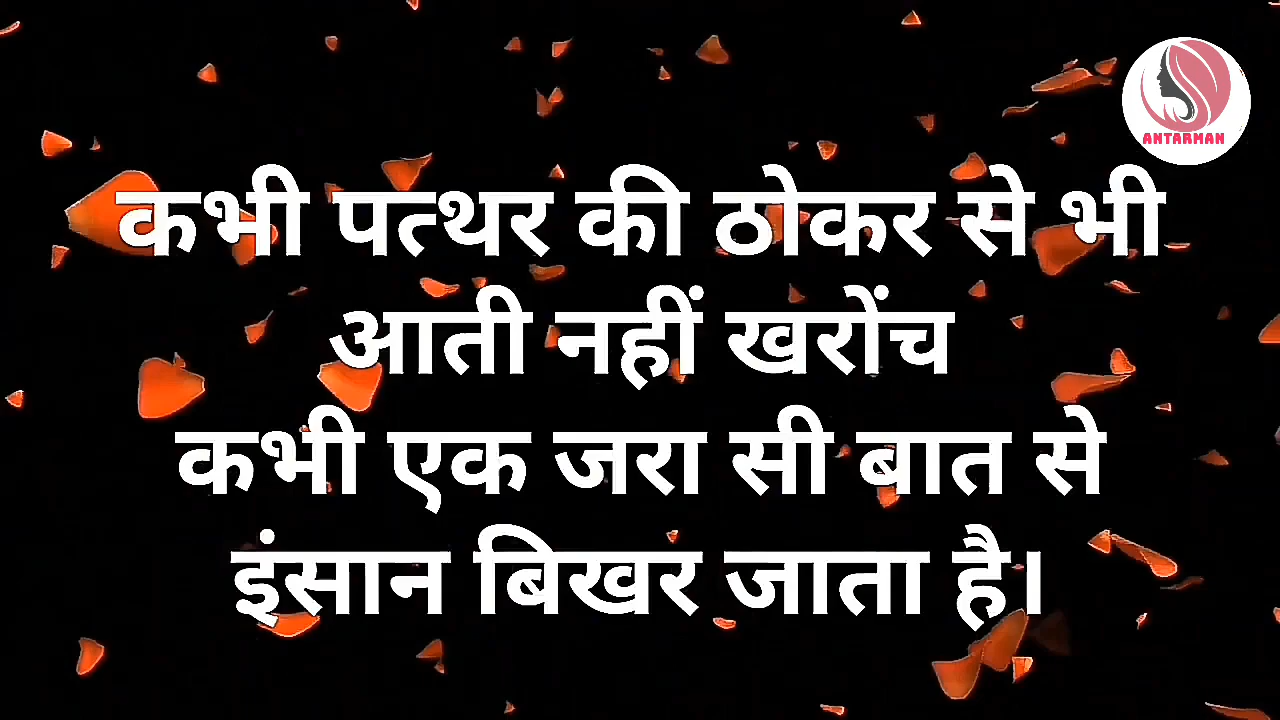 ANTARMAN
कभी पत्थर की ठोकर से भी
आती नहीं खरोंच
कभी एक जरा सी बात से
इंसान बिखर जाता है।